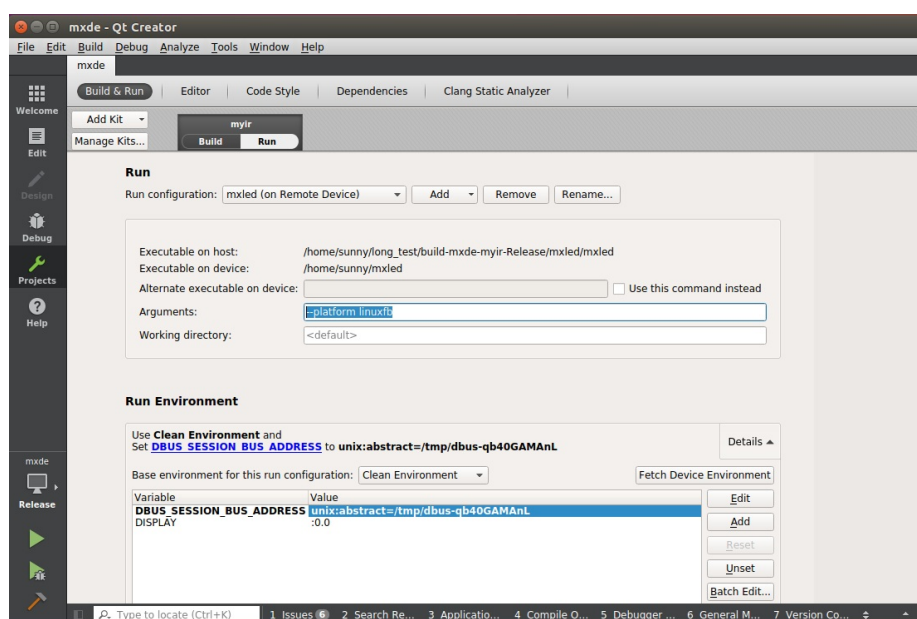 mxde - Qt Creator
File Edit Build Debug Analyze Tools Window Help
mxde
Build & Run Editor Code Style Dependencies Clang Static Analyzer
Welcome
Edit
Design
Debug
Projects
Help
mxde
Release
Add Kit
Manage Kits...
myir
Build Run
Run
Run configuration: mxled (on Remote Device) Add Remove Rename...
Executable on host: /home/sunny/long_test/build-mxde-myir-Release/mxled/mxled
Executable on device: /home/sunny/mxled
Alternate executable on device: Use this command instead
Arguments: --platform linuxfb
Working directory: <default>
Run Environment
Use Clean Environment and
Set DBUS_SESSION_BUS_ADDRESS to unix:abstract=/tmp/dbus-qb40GAMAnL
Details
Base environment for this run configuration: Clean Environment Fetch Device Environment
Variable Value
DBUS_SESSION_BUS_ADDRESS unix:abstract=/tmp/dbus-qb40GAMAnL
DISPLAY :0.0
Edit
Add
Reset
Unset
Batch Edit...
Type to locate (Ctrl+K) 1 Issues 6 2 Search Re... 3 Applicatio... 4 Compile O... 5 Debugger ... 6 General M... 7 Version Co...